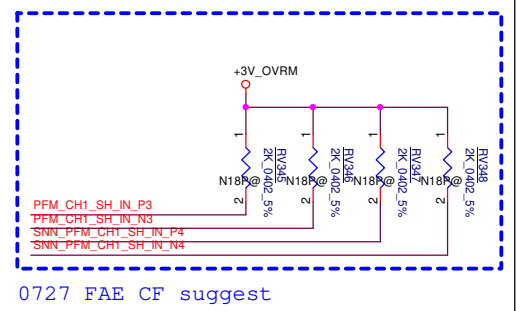 +3V_OVRM
1
1
1
1
RV345
2K_0402_5%
RV346
2K_0402_5%
RV347
2K_0402_5%
RV348
2K_0402_5%
N18P@
N18P@
N18P@
N18P@
2
2
2
2
PFM_CH1_SH_IN_P3
PFM_CH1_SH_IN_N3
SNN_PFM_CH1_SH_IN_P4
SNN_PFM_CH1_SH_IN_N4
0727 FAE CF suggest